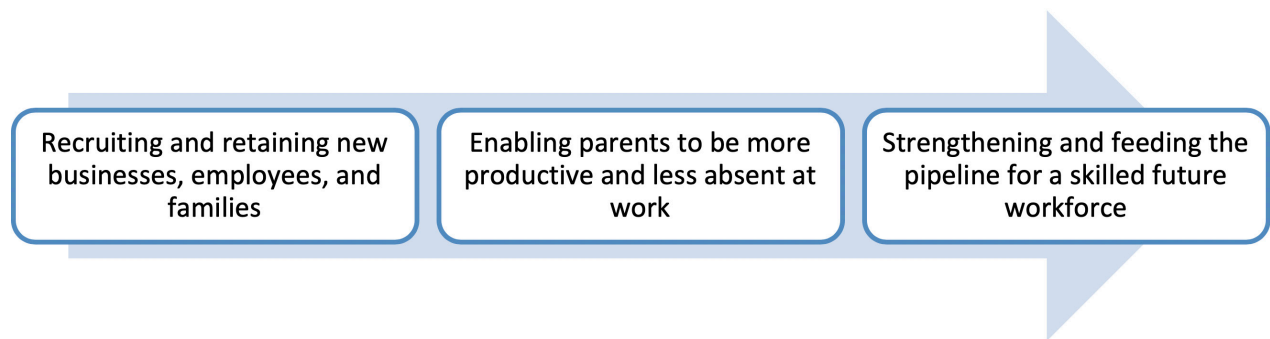 Recruiting and retaining new
businesses, employees, and
families
Enabling parents to be more
productive and less absent at
work
Strengthening and feeding the
pipeline for a skilled future
workforce